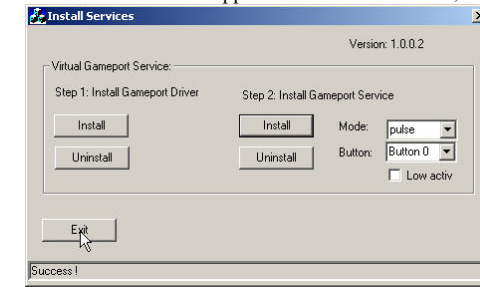 Install Services
Version: 1.0.0.2
Virtual Gameport Service:
Step 1: Install Gameport Driver
Step 2: Install Gameport Service
Install
Install
Mode:
pulse
Uninstall
Uninstall
Button:
Button 0
Low activ
Exit
Success !